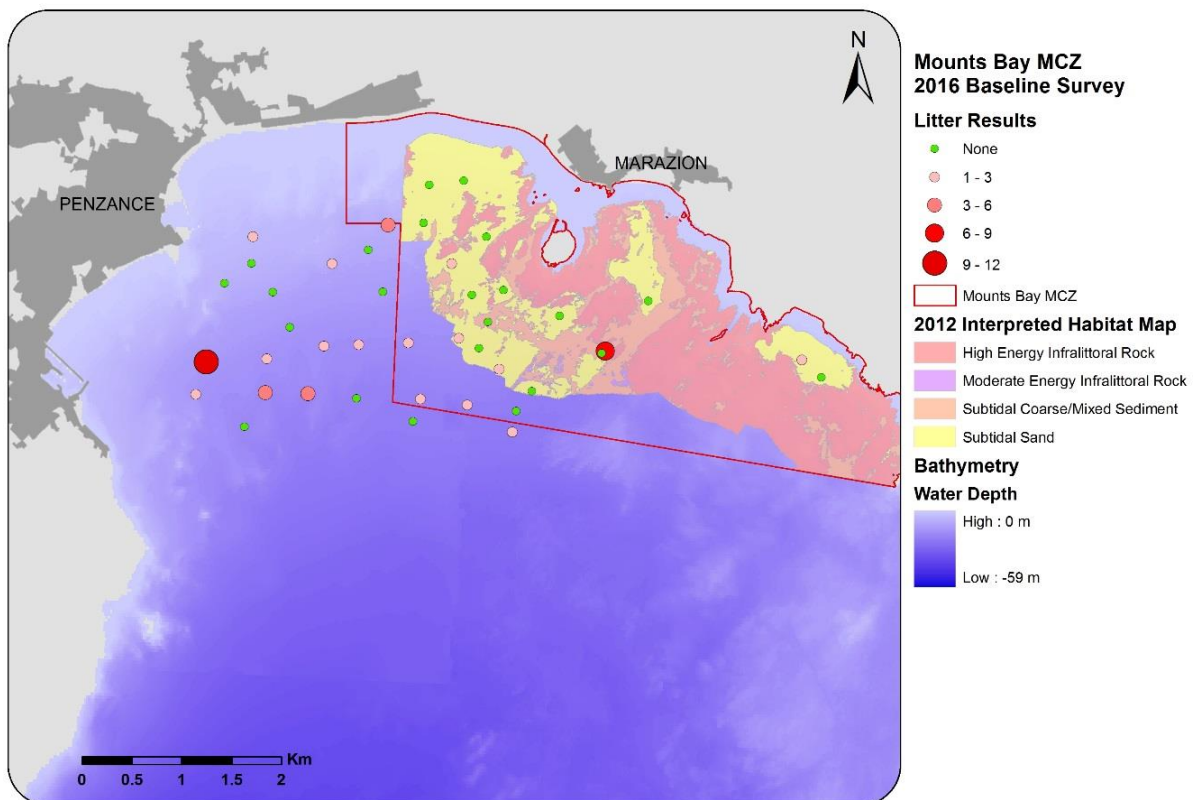 N
PENZANCE
MARAZION
Km
0 0.5 1 1.5 2
Mounts Bay MCZ
2016 Baseline Survey
Litter Results
None
1 - 3
3 - 6
6 - 9
9 - 12
Mounts Bay MCZ
2012 Interpreted Habitat Map
High Energy Infralittoral Rock
Moderate Energy Infralittoral Rock
Subtidal Coarse/Mixed Sediment
Subtidal Sand
Bathymetry
Water Depth
High : 0 m
Low : -59 m